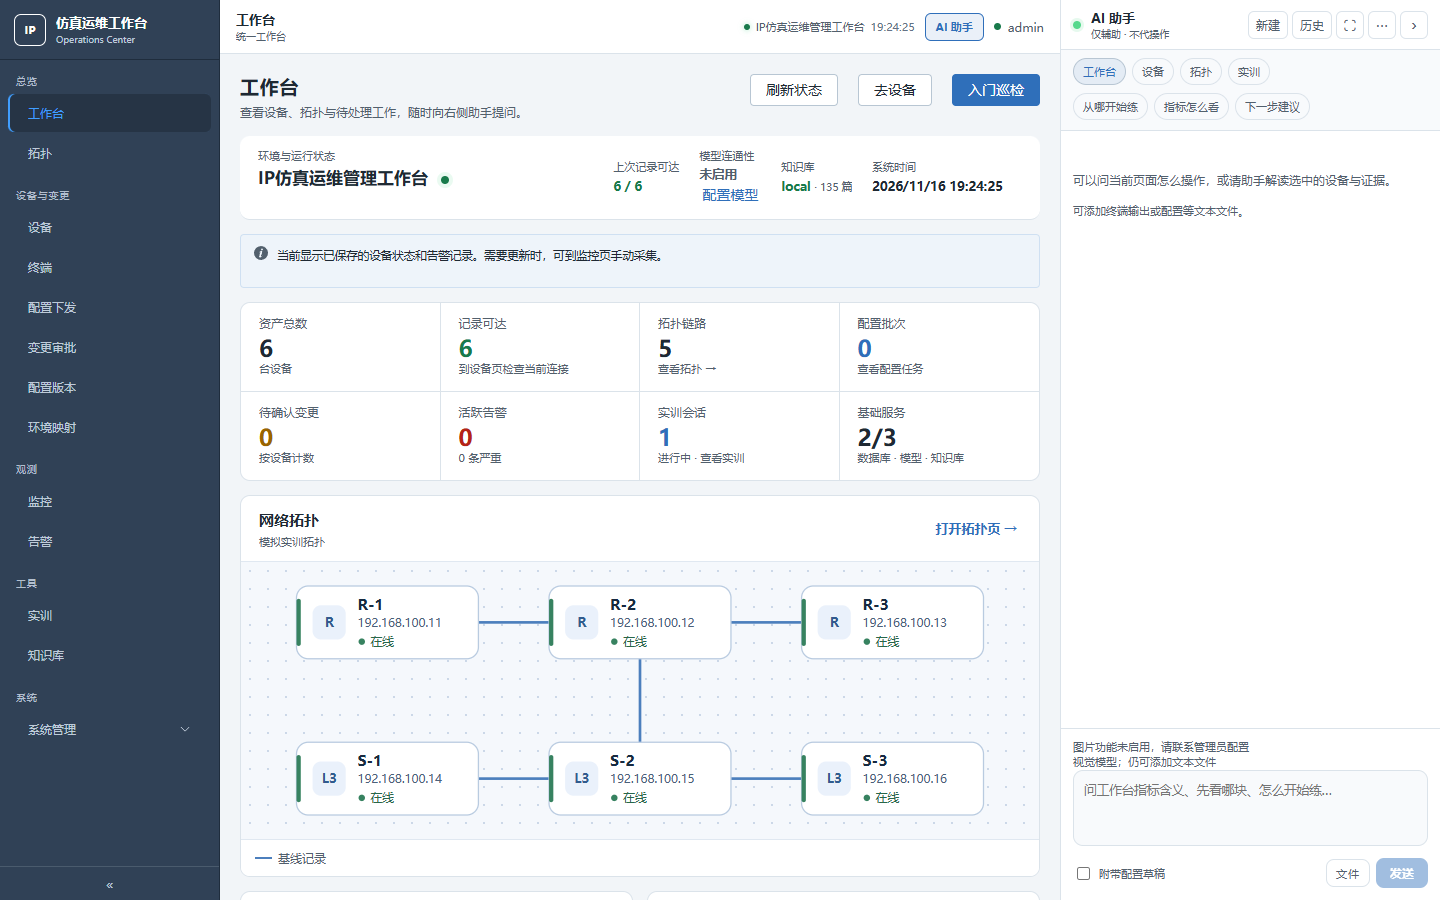 IP
仿真运维工作台
Operations Center
总览
工作台
拓扑
设备与变更
设备
终端
配置下发
变更审批
配置版本
环境映射
观测
监控
告警
工具
实训
知识库
系统
系统管理
«
工作台
统一工作台
IP仿真运维管理工作台 19:24:25
AI 助手
admin
工作台
查看设备、拓扑与待处理工作，随时向右侧助手提问。
刷新状态
去设备
入门巡检
环境与运行状态
IP仿真运维管理工作台
上次记录可达
6 / 6
模型连通性
未启用
配置模型
知识库
local · 135 篇
系统时间
2026/11/16 19:24:25
当前显示已保存的设备状态和告警记录。需要更新时，可到监控页手动采集。
资产总数
6
台设备
记录可达
6
到设备页检查当前连接
拓扑链路
5
查看拓扑 →
配置批次
0
查看配置任务
待确认变更
0
按设备计数
活跃告警
0
0 条严重
实训会话
1
进行中 · 查看实训
基础服务
2/3
数据库 · 模型 · 知识库
网络拓扑
模拟实训拓扑
打开拓扑页 →
R
R-1
192.168.100.11
在线
R
R-2
192.168.100.12
在线
R
R-3
192.168.100.13
在线
L3
S-1
192.168.100.14
在线
L3
S-2
192.168.100.15
在线
L3
S-3
192.168.100.16
在线
基线记录
AI 助手
仅辅助 · 不代操作
新建
历史
⛶
···
›
工作台
设备
拓扑
实训
从哪开始练
指标怎么看
下一步建议
可以问当前页面怎么操作，或请助手解读选中的设备与证据。
可添加终端输出或配置等文本文件。
图片功能未启用，请联系管理员配置
视觉模型；仍可添加文本文件
问工作台指标含义、先看哪块、怎么开始练...
附带配置草稿
文件
发送